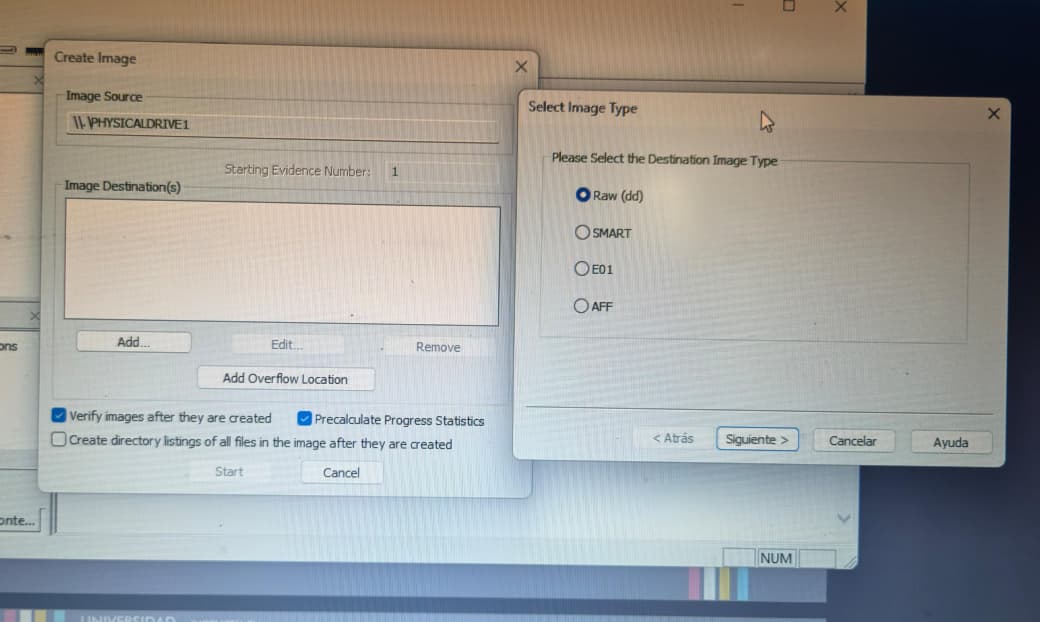 Create Image
Image Source
\\.\PHYSICALDRIVE1
Starting Evidence Number: 1
Image Destination(s)
Add...
Edit...
Remove
Add Overflow Location
Verify images after they are created
Precalculate Progress Statistics
Create directory listings of all files in the image after they are created
Start
Cancel
Select Image Type
Please Select the Destination Image Type
Raw (dd)
SMART
E01
AFF
< Atrás
Siguiente >
Cancelar
Ayuda
ons
onte...
NUM
UNIVERSIDAD